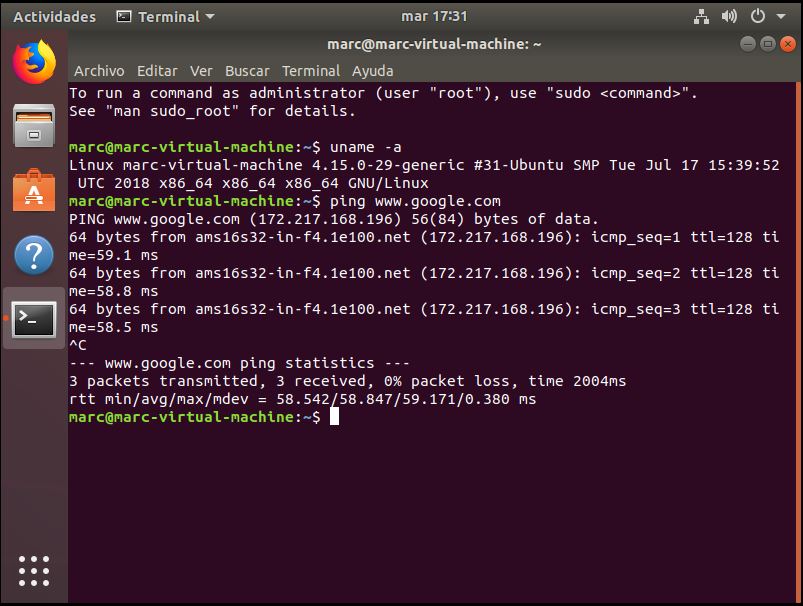 Actividades
Terminal
mar 17:31
marc@marc-virtual-machine: ~
Archivo Editar Ver Buscar Terminal Ayuda
To run a command as administrator (user "root"), use "sudo <command>".
See "man sudo_root" for details.
marc@marc-virtual-machine:~$ uname -a
Linux marc-virtual-machine 4.15.0-29-generic #31-Ubuntu SMP Tue Jul 17 15:39:52
 UTC 2018 x86_64 x86_64 x86_64 GNU/Linux
marc@marc-virtual-machine:~$ ping www.google.com
PING www.google.com (172.217.168.196) 56(84) bytes of data.
64 bytes from ams16s32-in-f4.1e100.net (172.217.168.196): icmp_seq=1 ttl=128 ti
me=59.1 ms
64 bytes from ams16s32-in-f4.1e100.net (172.217.168.196): icmp_seq=2 ttl=128 ti
me=58.8 ms
64 bytes from ams16s32-in-f4.1e100.net (172.217.168.196): icmp_seq=3 ttl=128 ti
me=58.5 ms
^C
--- www.google.com ping statistics ---
3 packets transmitted, 3 received, 0% packet loss, time 2004ms
rtt min/avg/max/mdev = 58.542/58.847/59.171/0.380 ms
marc@marc-virtual-machine:~$